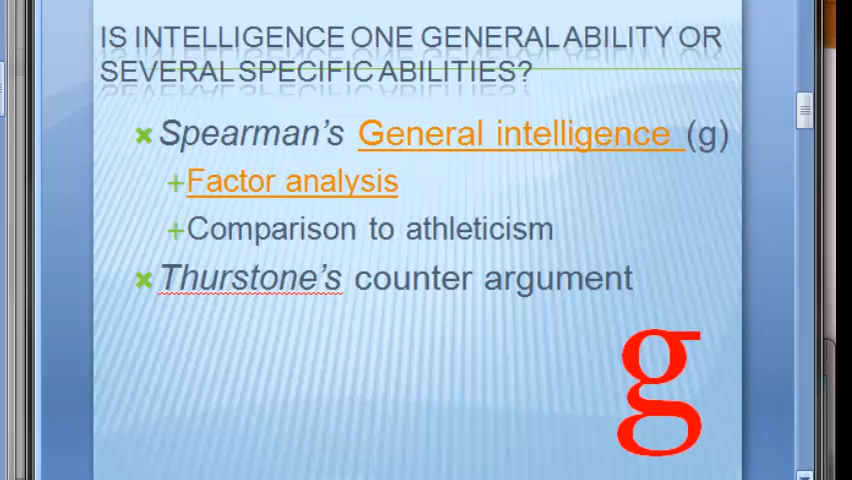 IS INTELLIGENCE ONE GENERAL ABILITY OR
SEVERAL SPECIFIC ABILITIES?
Spearman's General intelligence (g)
+Factor analysis
+Comparison to athleticism
Thurstone's counter argument
g